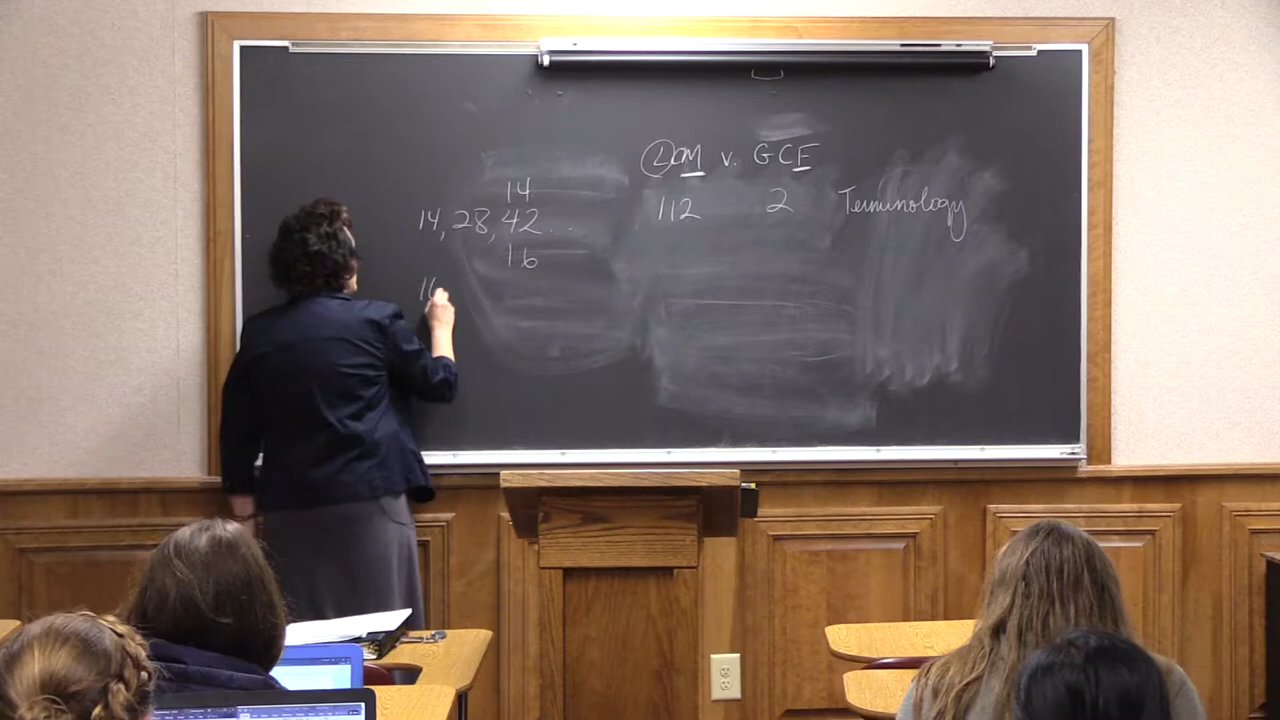 LCM v. GCF
14
112 2 Terminology
14, 28, 42...
16
16